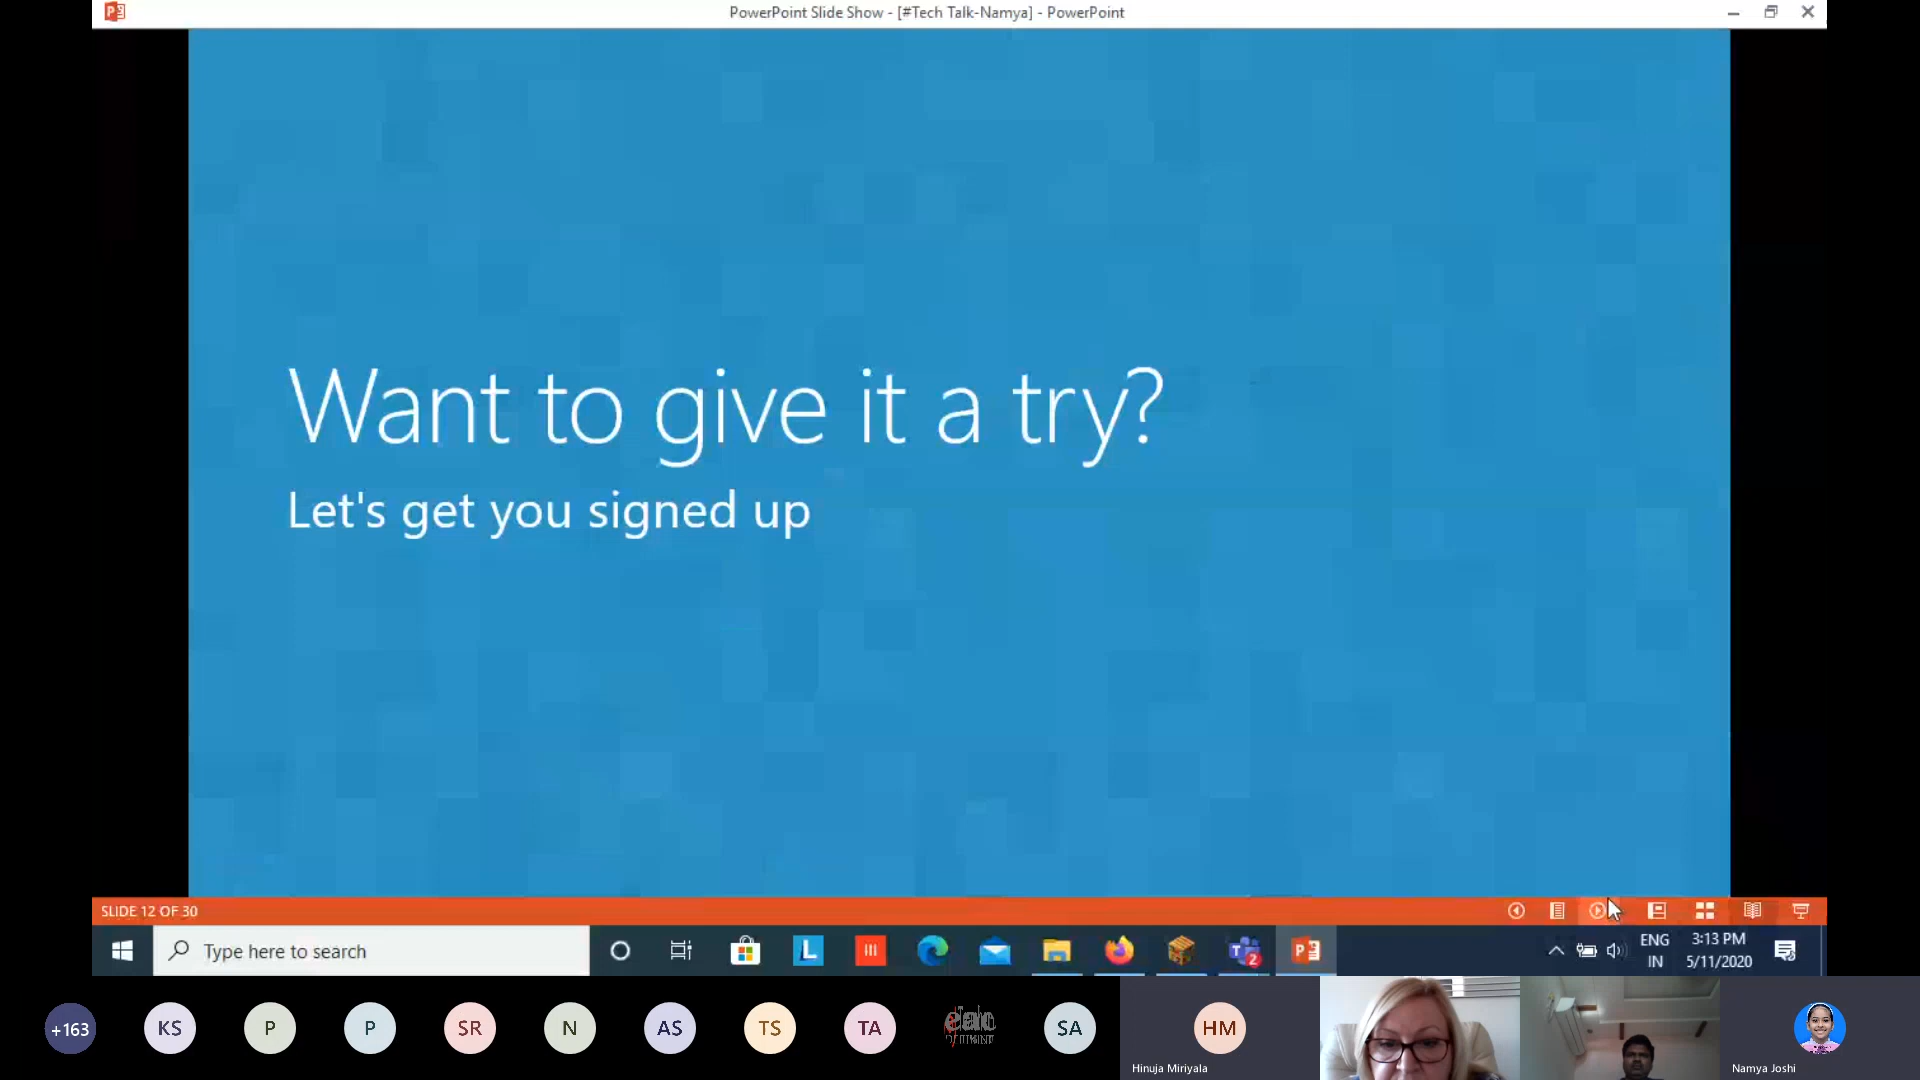 PowerPoint Slide Show - [#Tech Talk-Namya] - PowerPoint
Want to give it a try?
Let's get you signed up
SLIDE 12 OF 30
Type here to search
L
2
ENG
IN
3:13 PM
5/11/2020
+163
KS
P
P
SR
N
AS
TS
TA
SA
HM
Hinuja Miriyala
Namya Joshi